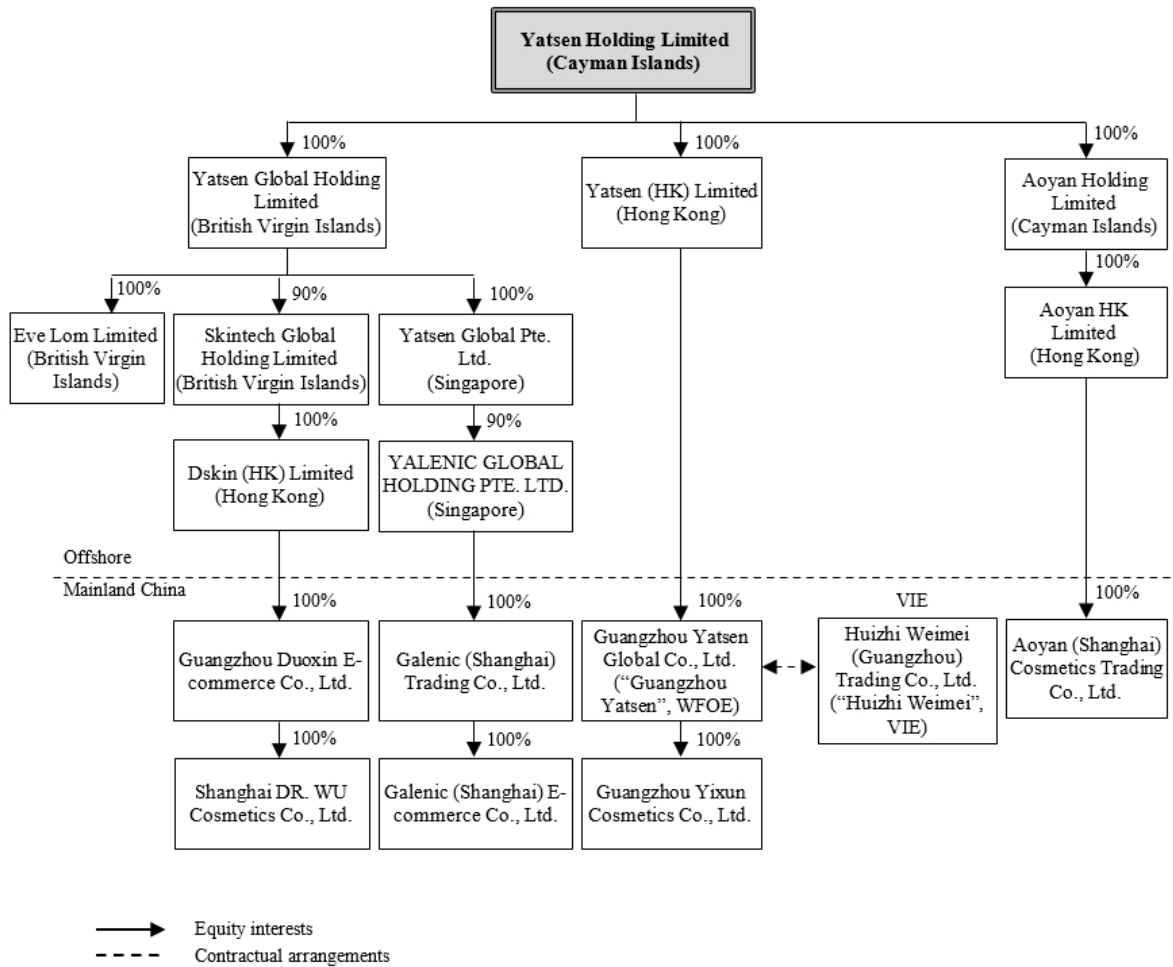 Yatsen Holding Limited
(Cayman Islands)
100%
100%
100%
Yatsen Global Holding
Limited
(British Virgin Islands)
Yatsen (HK) Limited
(Hong Kong)
Aoyan Holding
Limited
(Cayman Islands)
100%
90%
100%
100%
Eve Lom Limited
(British Virgin
Islands)
Skintech Global
Holding Limited
(British Virgin Islands)
Yatsen Global Pte.
Ltd.
(Singapore)
Aoyan HK
Limited
(Hong Kong)
100%
90%
Dskin (HK) Limited
(Hong Kong)
YALENIC GLOBAL
HOLDING PTE. LTD.
(Singapore)
Offshore
Mainland China
100%
100%
100%
VIE
100%
Guangzhou Duoxin E-
commerce Co., Ltd.
Galenic (Shanghai)
Trading Co., Ltd.
Guangzhou Yatsen
Global Co., Ltd.
(“Guangzhou
Yatsen”, WFOE)
Huizhi Weimei
(Guangzhou)
Trading Co., Ltd.
(“Huizhi Weimei”,
VIE)
Aoyan (Shanghai)
Cosmetics Trading
Co., Ltd.
100%
100%
100%
Shanghai DR. WU
Cosmetics Co., Ltd.
Galenic (Shanghai) E-
commerce Co., Ltd.
Guangzhou Yixun
Cosmetics Co., Ltd.
Equity interests
Contractual arrangements